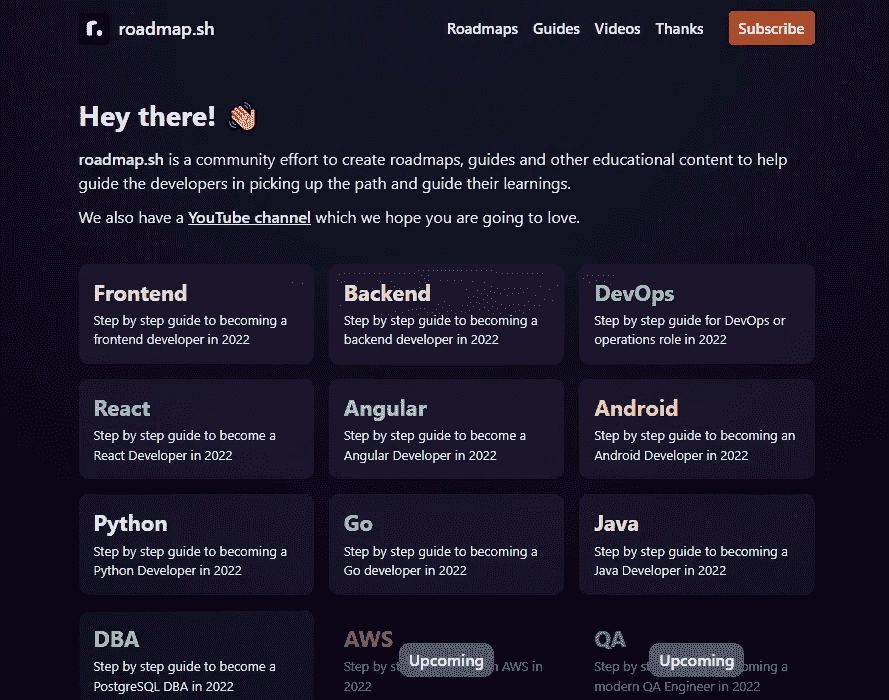 roadmap.sh Roadmaps Guides Videos Thanks Subscribe
Hey there! 👋
roadmap.sh is a community effort to create roadmaps, guides and other educational content to help
guide the developers in picking up the path and guide their learnings.
We also have a YouTube channel which we hope you are going to love.
Frontend
Step by step guide to becoming a
frontend developer in 2022
Backend
Step by step guide to becoming a
backend developer in 2022
DevOps
Step by step guide for DevOps or
operations role in 2022
React
Step by step guide to become a
React Developer in 2022
Angular
Step by step guide to become a
Angular Developer in 2022
Android
Step by step guide to becoming an
Android Developer in 2022
Python
Step by step guide to becoming a
Python Developer in 2022
Go
Step by step guide to becoming a
Go developer in 2022
Java
Step by step guide to becoming a
Java Developer in 2022
DBA
Step by step guide to become a
PostgreSQL DBA in 2022
AWS
Upcoming
Step by AWS in
2022
QA
Upcoming
Step by a
modern QA Engineer in 2022